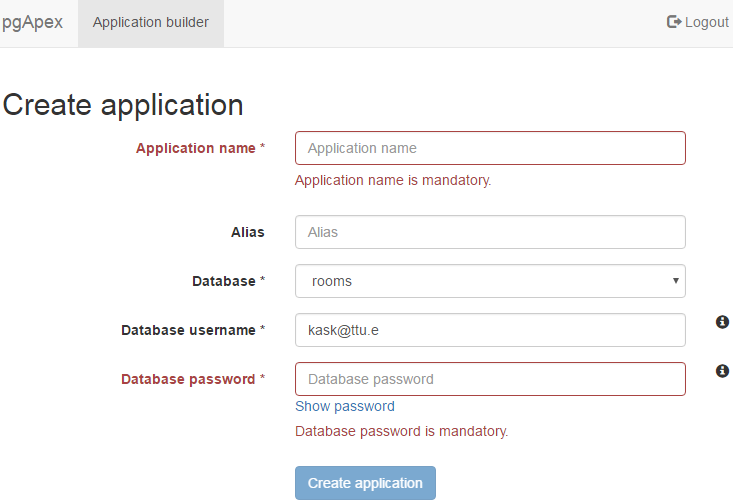 pgApex Application builder Logout
Create application
Application name * Application name
Application name is mandatory.
Alias Alias
Database * rooms
Database username * kask@ttu.e
Database password * Database password
Show password
Database password is mandatory.
Create application